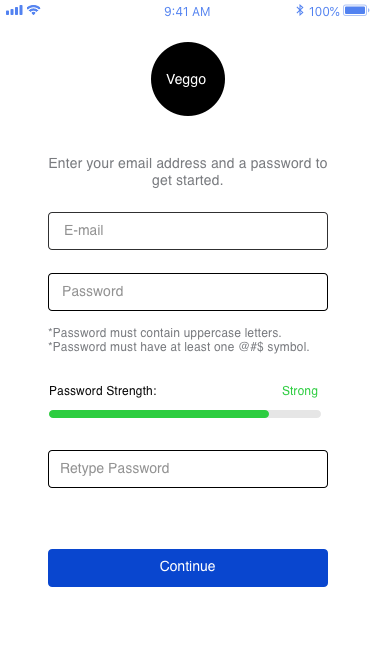 9:41 AM 100%
Veggo
Enter your email address and a password to
get started.
E-mail
Password
*Password must contain uppercase letters.
*Password must have at least one @#$ symbol.
Password Strength: Strong
Retype Password
Continue